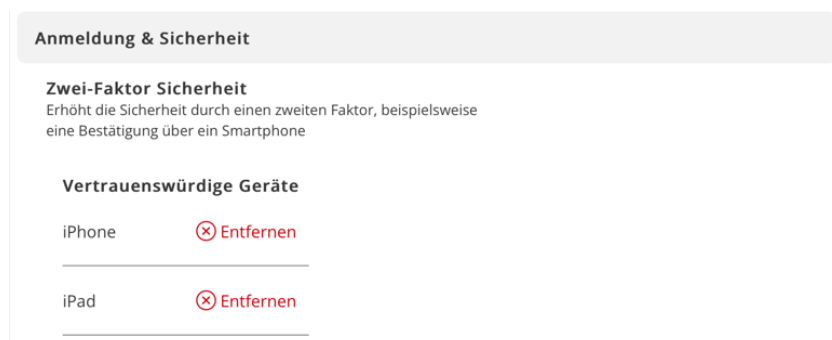 Anmeldung & Sicherheit
Zwei-Faktor Sicherheit
Erhöht die Sicherheit durch einen zweiten Faktor, beispielsweise
eine Bestätigung über ein Smartphone
Vertrauenswürdige Geräte
iPhone Entfernen
iPad Entfernen